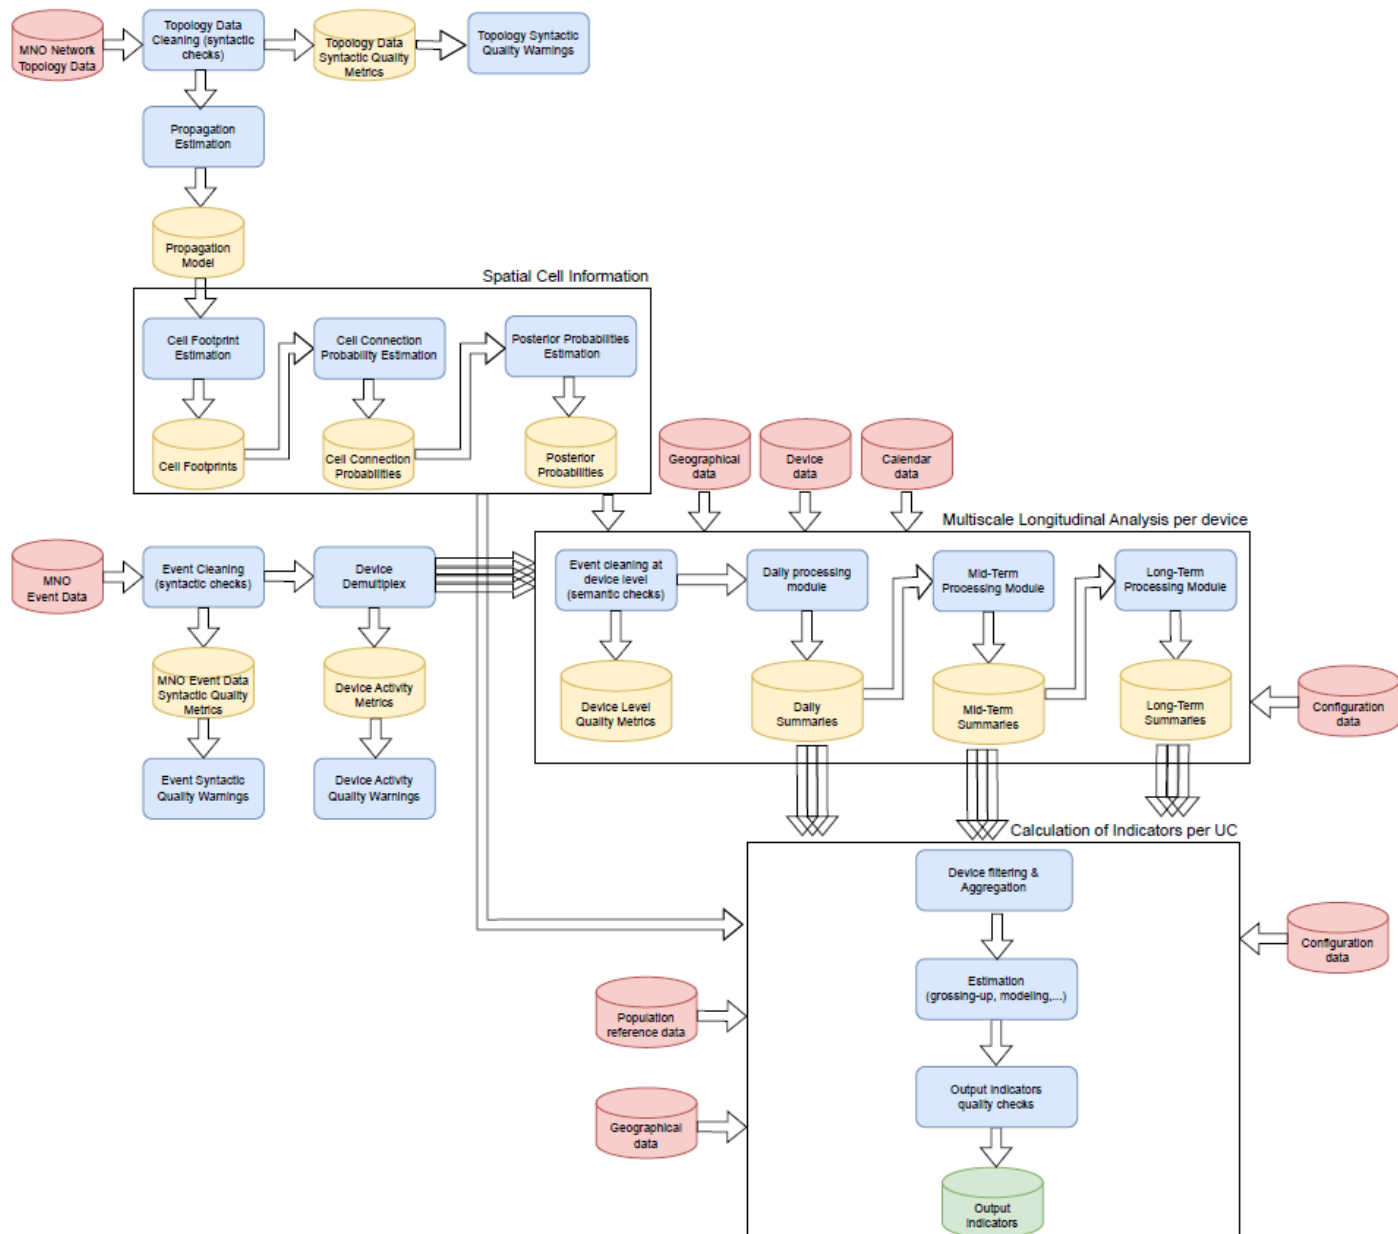 MNO Network
Topology Data
Topology Data
Cleaning (syntactic
checks)
Topology Data
Syntactic Quality
Metrics
Topology Syntactic
Quality Warnings
Propagation
Estimation
Propagation
Model
Spatial Cell Information
Cell Footprint
Estimation
Cell Connection
Probability Estimation
Posterior Probabilities
Estimation
Cell Footprints
Cell Connection
Probabilities
Posterior
Probabilities
Geographical
data
Device
data
Calendar
data
Multiscale Longitudinal Analysis per device
MNO
Event Data
Event Cleaning
(syntactic checks)
Device
Demultiplex
Event cleaning at
device level
(semantic checks)
Daily processing
module
Mid-Term
Processing Module
Long-Term
Processing Module
MNO Event Data
Syntactic Quality
Metrics
Device Activity
Metrics
Device Level
Quality Metrics
Daily
Summaries
Mid-Term
Summaries
Long-Term
Summaries
Configuration
data
Event Syntactic
Quality Warnings
Device Activity
Quality Warnings
Calculation of Indicators per UC
Device filtering &
Aggregation
Configuration
data
Estimation
(grossing-up, modeling,...)
Population
reference data
Output Indicators
quality checks
Geographical
data
Output
Indicators